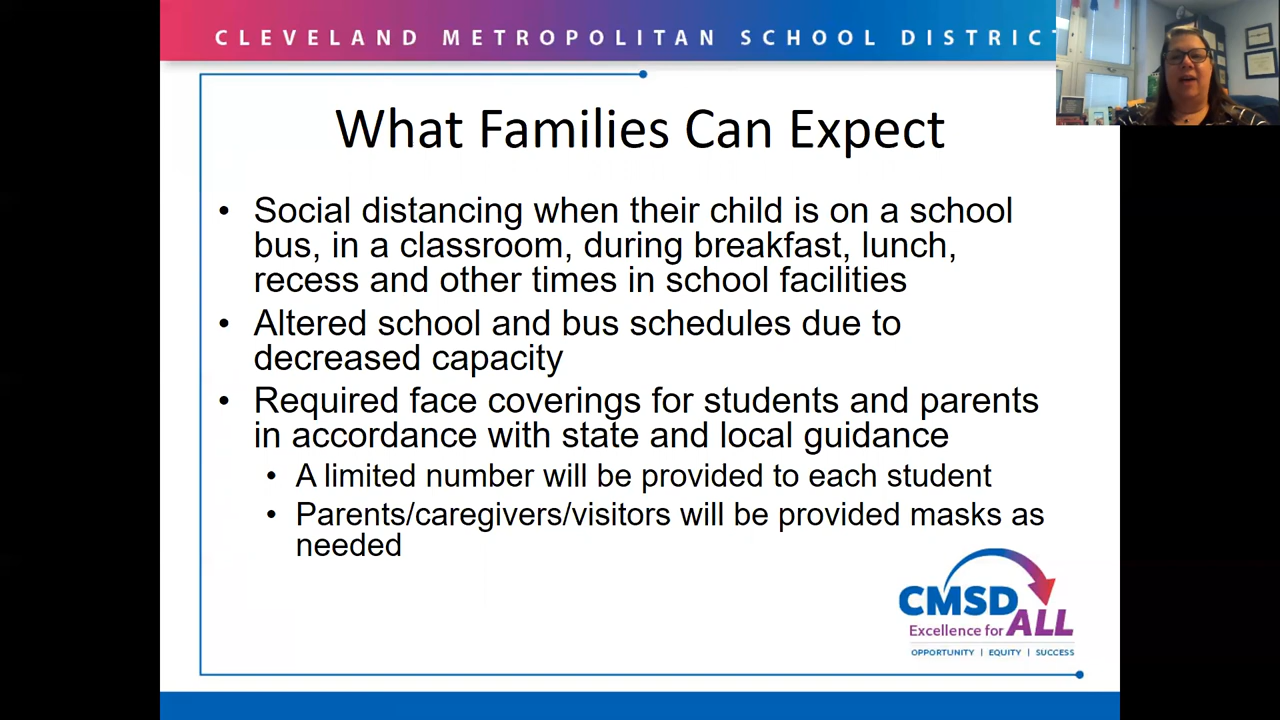 CLEVELAND METROPOLITAN SCHOOL DISTRICT
What Families Can Expect
• Social distancing when their child is on a school
bus, in a classroom, during breakfast, lunch,
recess and other times in school facilities
• Altered school and bus schedules due to
decreased capacity
• Required face coverings for students and parents
in accordance with state and local guidance
• A limited number will be provided to each student
• Parents/caregivers/visitors will be provided masks as
needed
CMSD
Excellence for ALL
OPPORTUNITY | EQUITY | SUCCESS